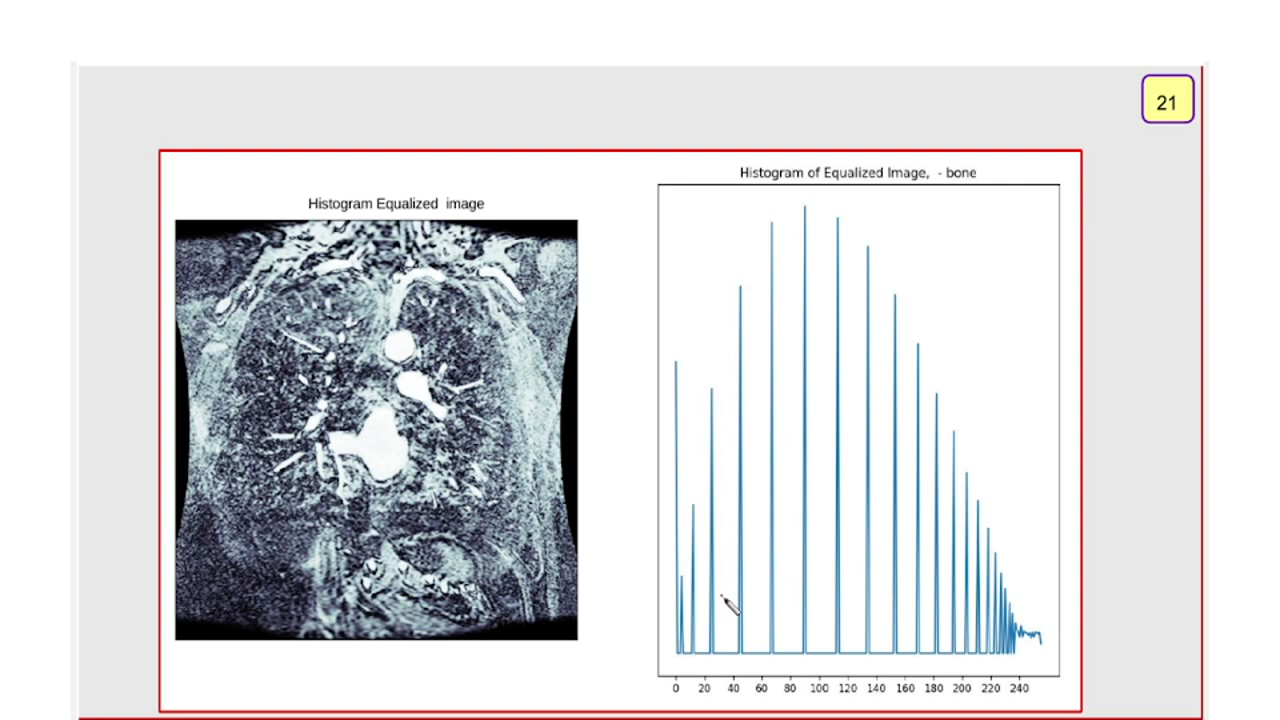 21
Histogram Equalized  image
Histogram of Equalized Image,  - bone
0 20 40 60 80 100 120 140 160 180 200 220 240